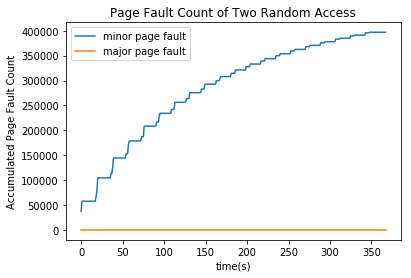 Page Fault Count of Two Random Access
minor page fault
major page fault
Accumulated Page Fault Count
400000
350000
300000
250000
200000
150000
100000
50000
0
0 50 100 150 200 250 300 350
time(s)